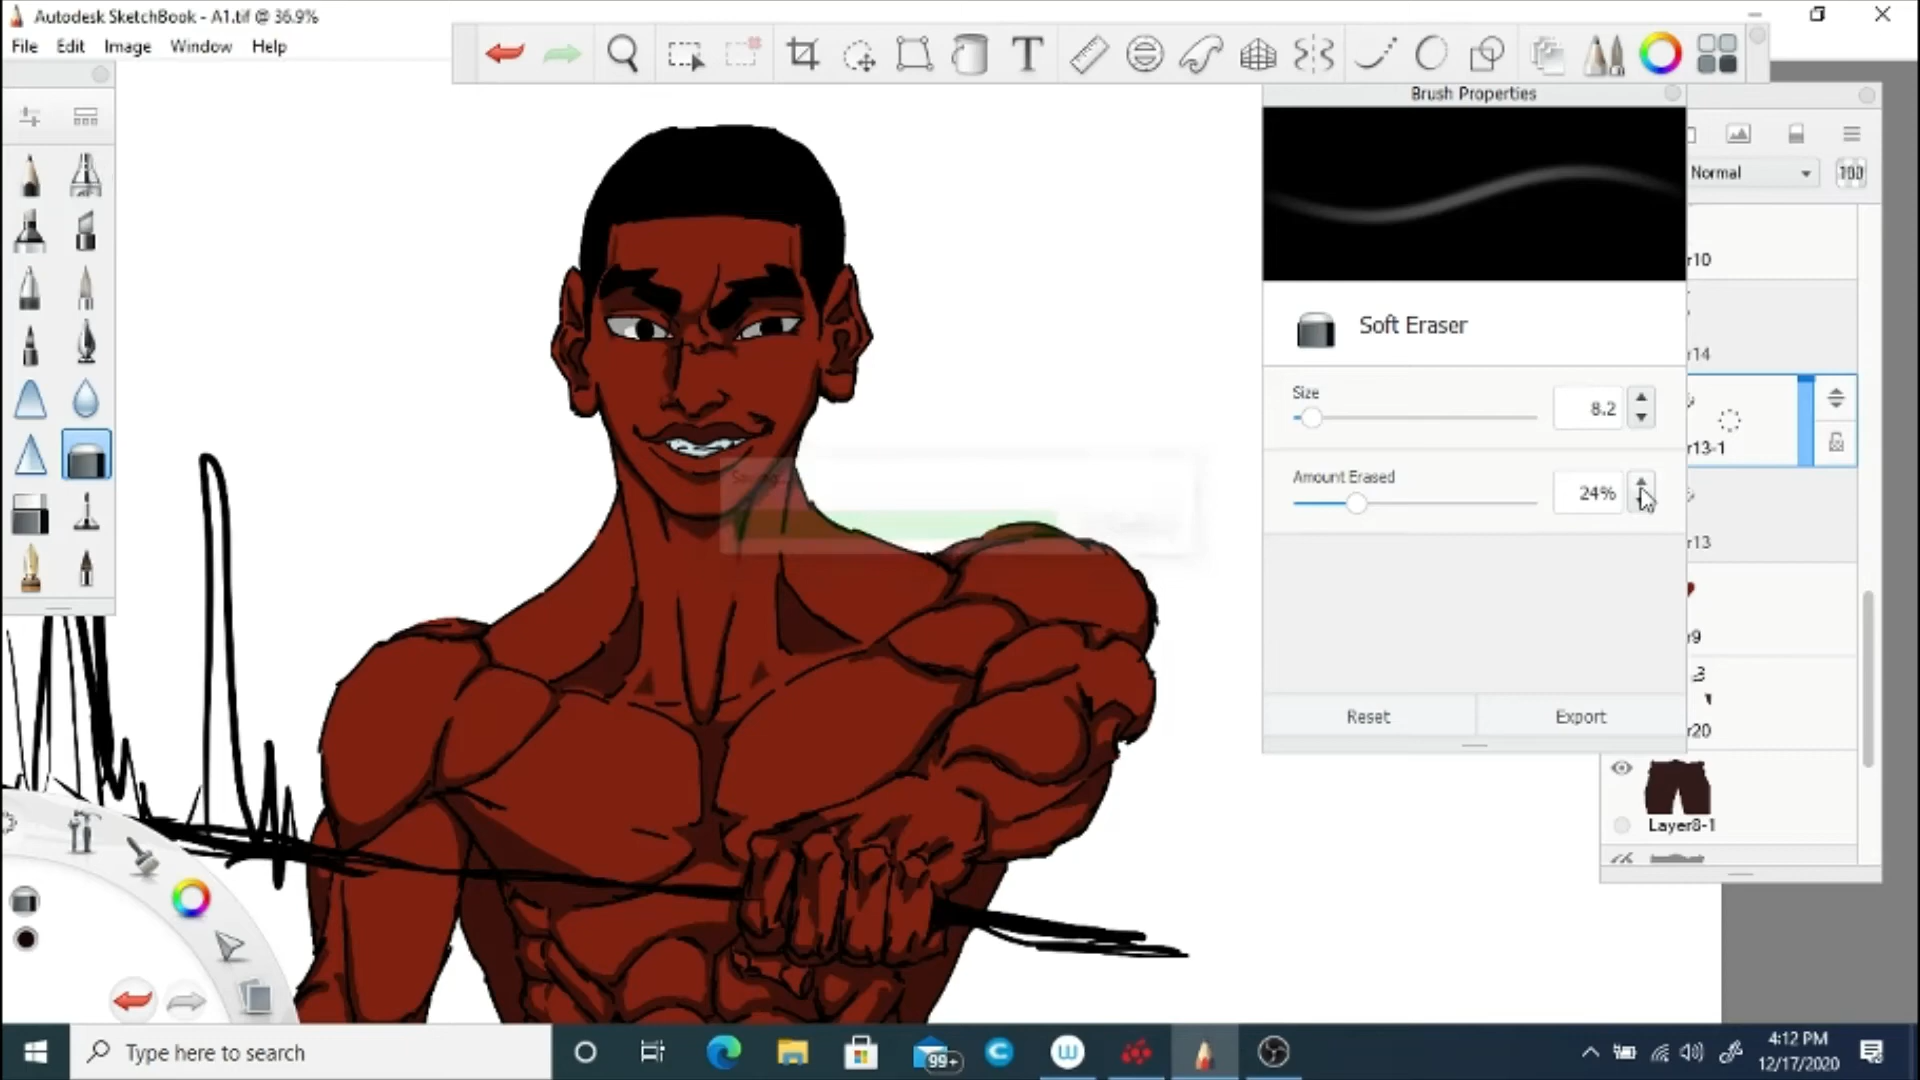 Autodesk SketchBook - A1.tif @ 36.9%
File Edit Image Window Help
T
Brush Properties
Normal
100
Soft Eraser
Size
8.2
Amount Erased
24%
Reset Export
r10
r14
r13-1
r13
r9
r20
Layer8-1
Type here to search
99+
4:12 PM
12/17/2020